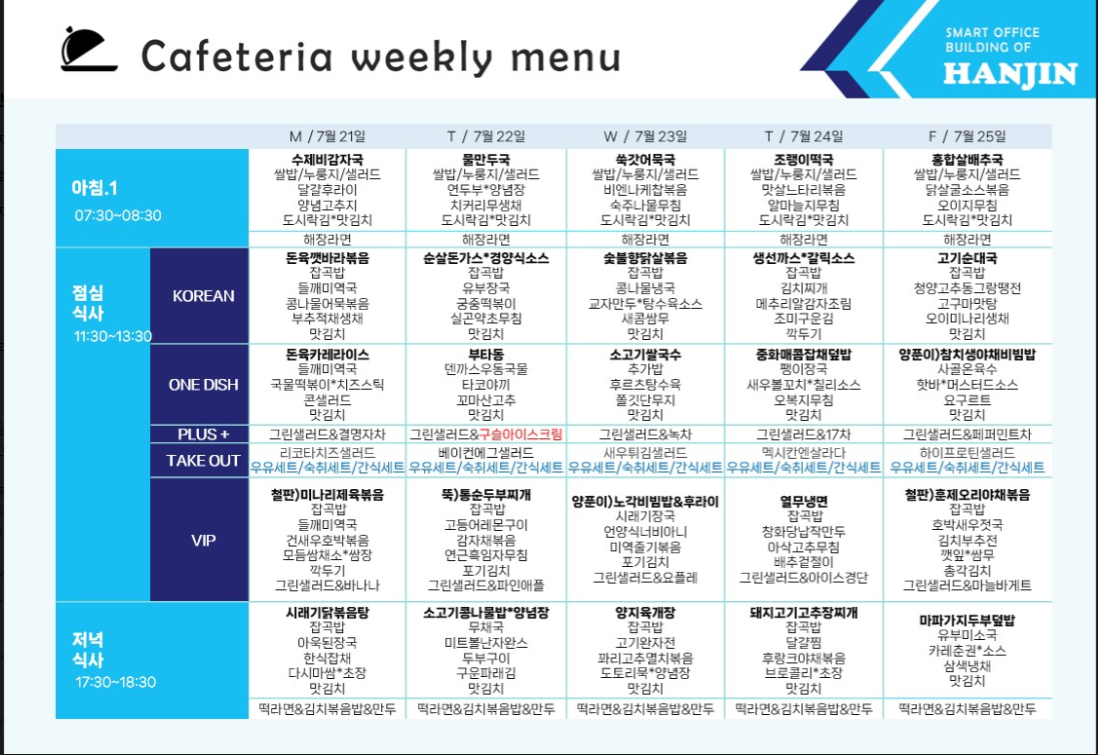 Cafeteria weekly menu
SMART OFFICE
BUILDING OF
HANJIN
M / 7월 21일 T / 7월 22일 W / 7월 23일 T / 7월 24일 F / 7월 25일
아침.1
07:30~08:30
수제비감자국 물만두국 쑥갓어묵국 조랭이떡국 홍합살배추국
쌀밥/누룽지/샐러드 쌀밥/누룽지/샐러드 쌀밥/누룽지/샐러드 쌀밥/누룽지/샐러드 쌀밥/누룽지/샐러드
달걀후라이 연두부*양념장 비엔나케찹볶음 맛살느타리볶음 닭살굴소스볶음
양념고추지 치커리무생채 숙주나물무침 알마늘지무침 오이지무침
도시락김*맛김치 도시락김*맛김치 도시락김*맛김치 도시락김*맛김치 도시락김*맛김치
해장라면 해장라면 해장라면 해장라면 해장라면
점심
식사
11:30~13:30
KOREAN
돈육깻바라볶음 순살돈가스*경양식소스 숯불향닭살볶음 생선까스*갈릭소스 고기순대국
잡곡밥 잡곡밥 잡곡밥 잡곡밥 잡곡밥
들깨미역국 유부장국 콩나물냉국 김치찌개 청양고추동그랑땡전
콩나물어묵볶음 궁중떡볶이 교자만두*탕수육소스 메추리알감자조림 고구마맛탕
부추적채생채 실곤약초무침 새콤쌈무 조미구운김 오이미나리생채
맛김치 맛김치 맛김치 깍두기 맛김치
ONE DISH
돈육카레라이스 부타동 소고기쌀국수 중화매콤잡채덮밥 양푼이)참치생야채비빔밥
들깨미역국 덴까스우동국물 추가밥 팽이장국 사골온육수
국물떡볶이*치즈스틱 타코야끼 후르츠탕수육 새우볼꼬치*칠리소스 핫바*머스터드소스
콘샐러드 꼬마산고추 쫄깃단무지 오복지무침 요구르트
맛김치 맛김치 맛김치 맛김치 맛김치
PLUS +
그린샐러드&결명자차 그린샐러드&구슬아이스크림 그린샐러드&녹차 그린샐러드&17차 그린샐러드&페퍼민트차
TAKE OUT
리코타치즈샐러드 베이컨에그샐러드 새우튀김샐러드 멕시칸엔살라다 하이프로틴샐러드
우유세트/숙취세트/간식세트 우유세트/숙취세트/간식세트 우유세트/숙취세트/간식세트 우유세트/숙취세트/간식세트 우유세트/숙취세트/간식세트
VIP
철판)미나리제육볶음 뚝)통순두부찌개 양푼이)노각비빔밥&후라이 열무냉면 철판)훈제오리야채볶음
잡곡밥 잡곡밥 시래기장국 잡곡밥 잡곡밥
들깨미역국 고등어레몬구이 언양식너비아니 창화당납작만두 호박새우젓국
건새우호박볶음 감자채볶음 미역줄기볶음 아삭고추무침 김치부추전
모듬쌈채소*쌈장 연근흑임자무침 포기김치 배추겉절이 깻잎*쌈무
깍두기 포기김치 그린샐러드&요플레 그린샐러드&아이스경단 총각김치
그린샐러드&바나나 그린샐러드&파인애플 그린샐러드&마늘바게트
저녁
식사
17:30~18:30
시래기닭볶음탕 소고기콩나물밥*양념장 양지육개장 돼지고기고추장찌개 마파가지두부덮밥
잡곡밥 무채국 잡곡밥 잡곡밥 유부미소국
아욱된장국 미트볼난자완스 고기완자전 달걀찜 카레춘권*소스
한식잡채 두부구이 꽈리고추멸치볶음 후랑크야채볶음 삼색냉채
다시마쌈*초장 구운파래김 도토리묵*양념장 브로콜리*초장 맛김치
맛김치 맛김치 맛김치 맛김치
떡라면&김치볶음밥&만두 떡라면&김치볶음밥&만두 떡라면&김치볶음밥&만두 떡라면&김치볶음밥&만두 떡라면&김치볶음밥&만두